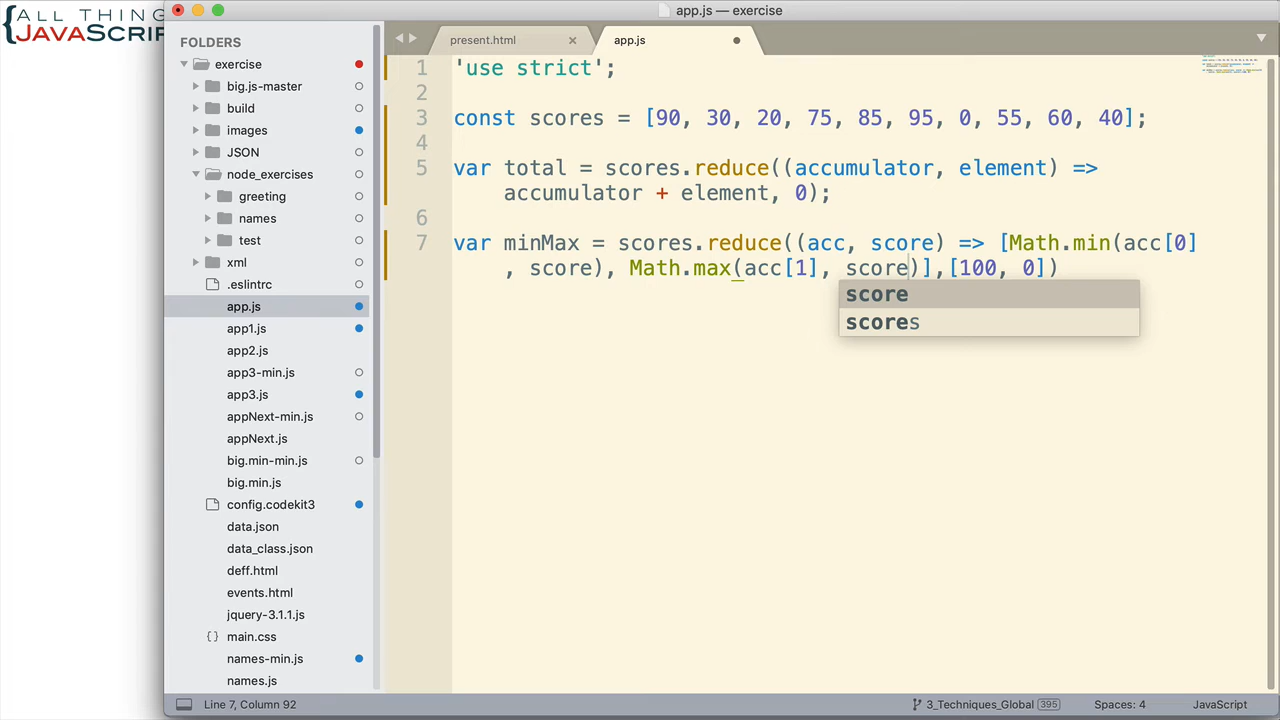 ALL THING
JAVASCRIP
app.js — exercise
FOLDERS
exercise
big.js-master
build
images
JSON
node_exercises
greeting
names
test
xml
.eslintrc
app.js
app1.js
app2.js
app3-min.js
app3.js
appNext-min.js
appNext.js
big.min-min.js
big.min.js
config.codekit3
data.json
data_class.json
deff.html
events.html
jquery-3.1.1.js
{} main.css
names-min.js
names.js
present.html ×
app.js
1 'use strict';
2
3 const scores = [90, 30, 20, 75, 85, 95, 0, 55, 60, 40];
4
5 var total = scores.reduce((accumulator, element) =>
accumulator + element, 0);
6
7 var minMax = scores.reduce((acc, score) => [Math.min(acc[0]
, score), Math.max(acc[1], score)],[100, 0])
score
scores
Line 7, Column 92
3_Techniques_Global 395
Spaces: 4
JavaScript